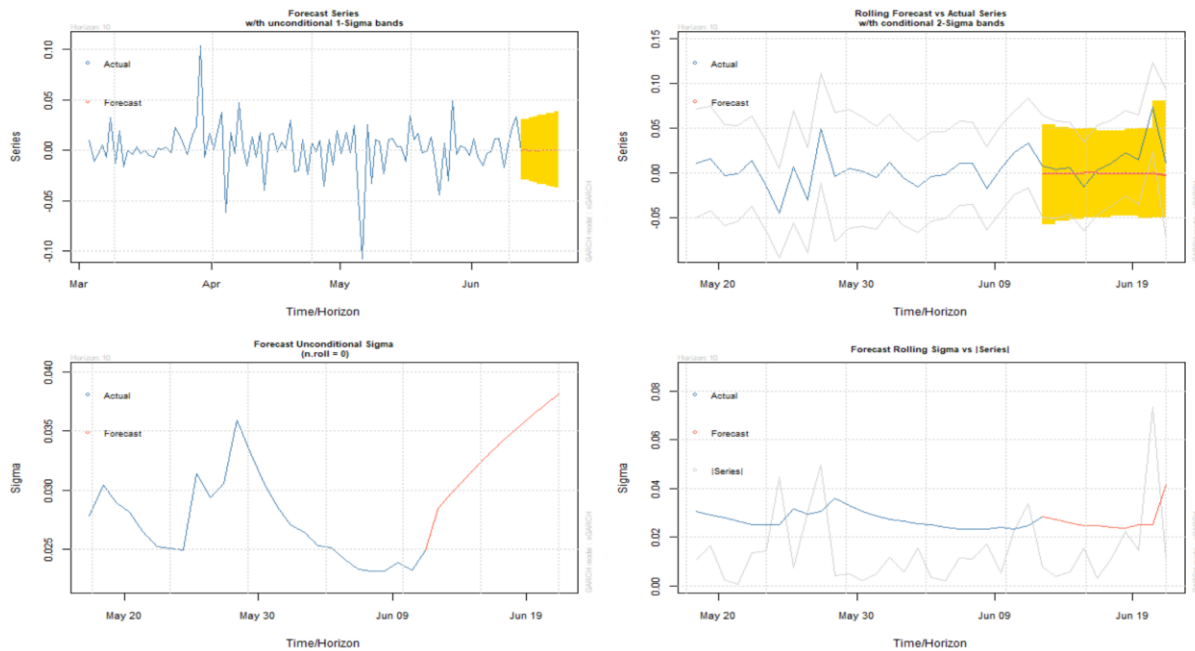 Forecast Series
w/th unconditional 1-Sigma bands
Horizon: 10
Actual
Forecast
Series
0.10
0.05
0.00
-0.05
-0.10
Mar
Apr
May
Jun
Time/Horizon
GARCH model : sGARCH
Rolling Forecast vs Actual Series
w/th conditional 2-Sigma bands
Horizon: 10
Actual
Forecast
Series
0.15
0.10
0.05
0.00
-0.05
May 20
May 30
Jun 09
Jun 19
Time/Horizon
Forecast Unconditional Sigma
(n.roll = 0)
Horizon: 10
Actual
Forecast
Sigma
0.040
0.035
0.030
0.025
May 20
May 30
Jun 09
Jun 19
Time/Horizon
GARCH model : sGARCH
Forecast Rolling Sigma vs |Series|
Horizon: 10
Actual
Forecast
|Series|
Sigma
0.08
0.06
0.04
0.02
0.00
May 20
May 30
Jun 09
Jun 19
Time/Horizon